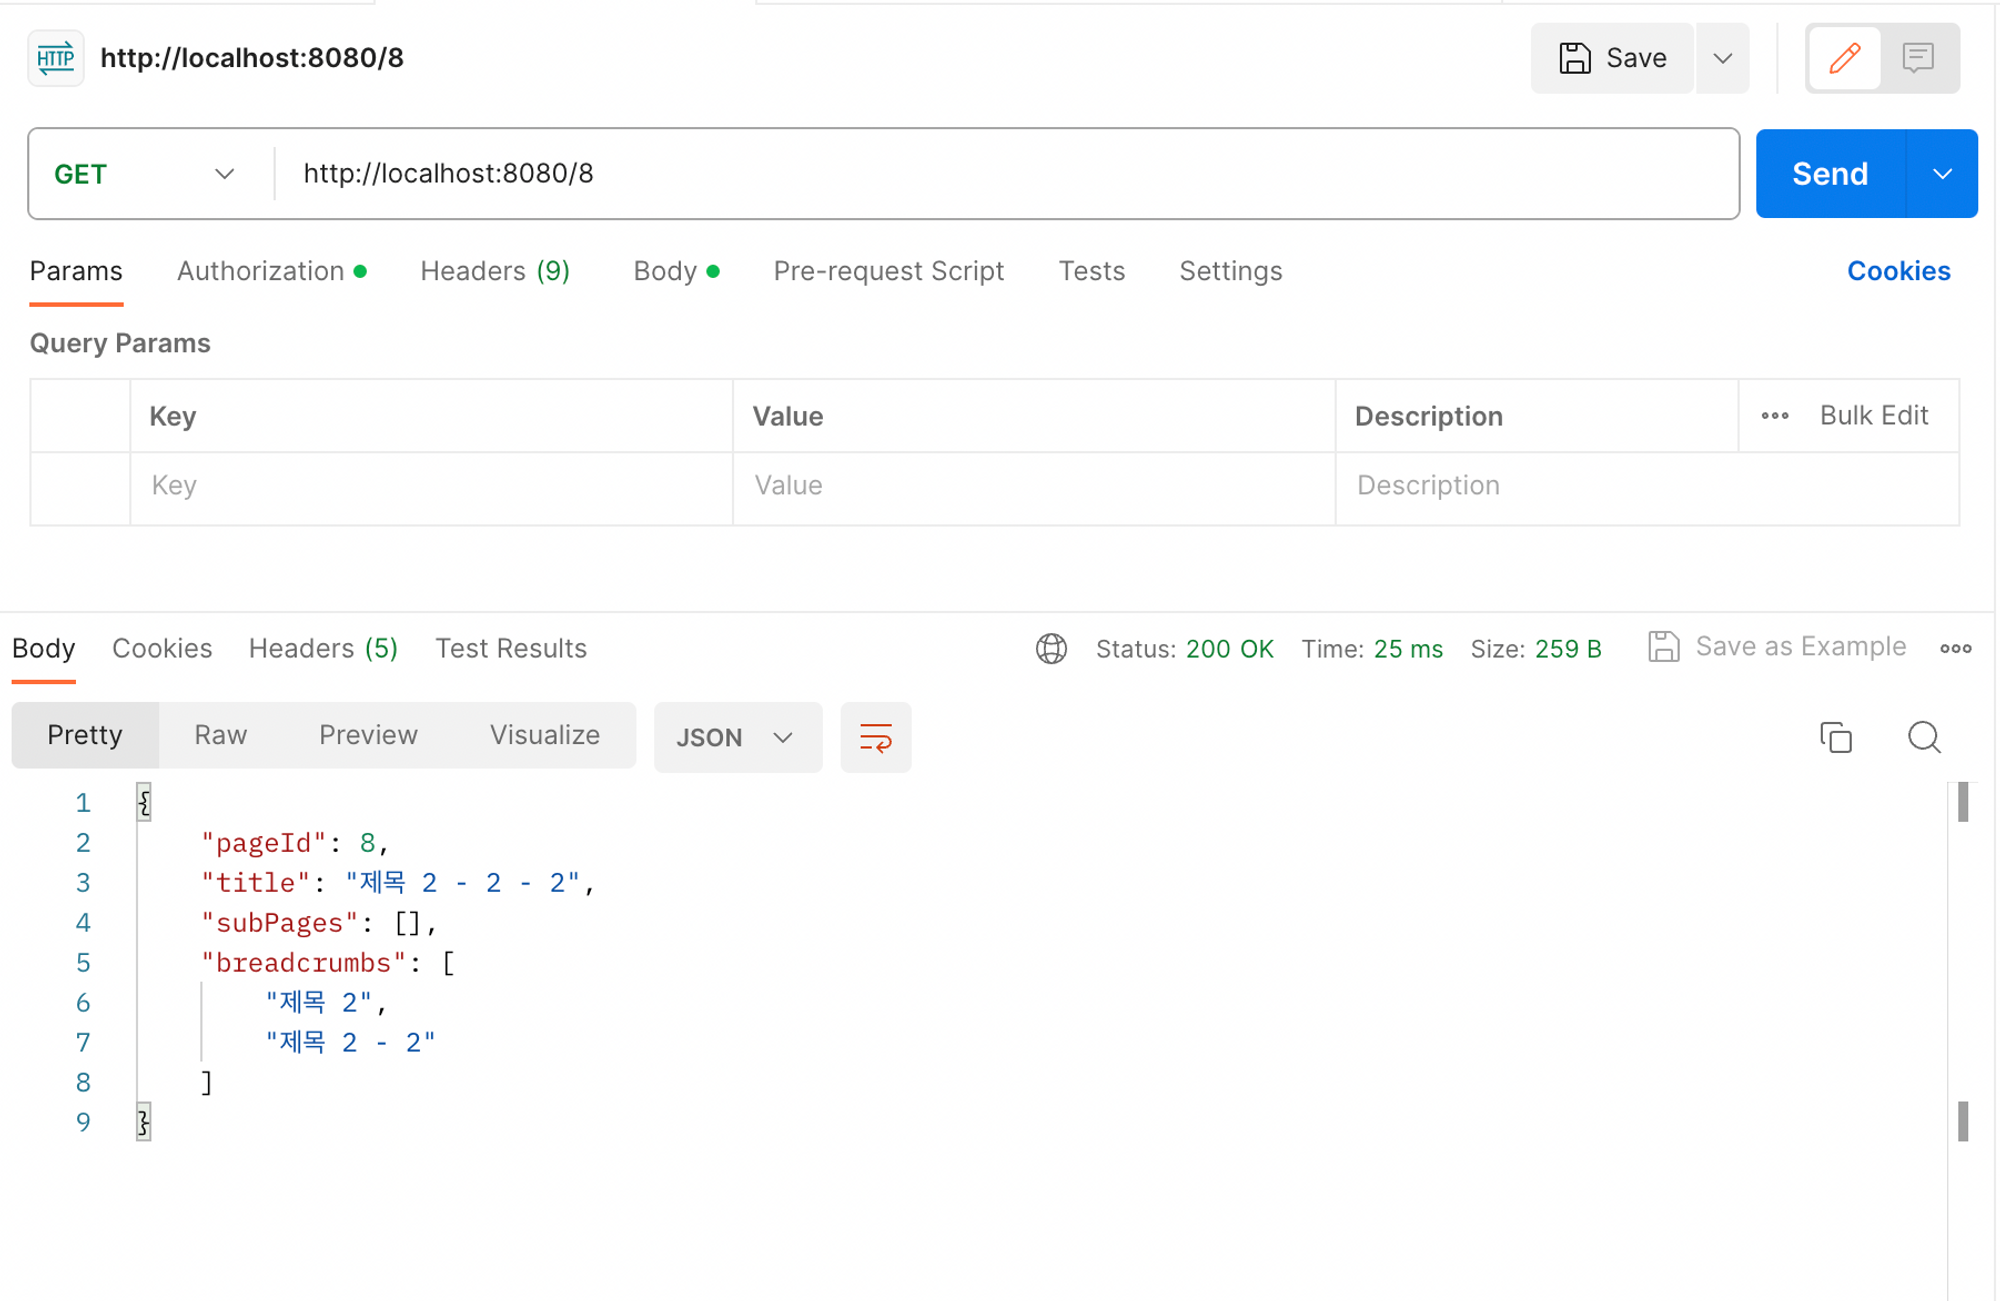 HTTP http://localhost:8080/8 Save
GET http://localhost:8080/8 Send
Params Authorization Headers (9) Body Pre-request Script Tests Settings Cookies
Query Params
Key Value Description Bulk Edit
Key Value Description
Body Cookies Headers (5) Test Results Status: 200 OK Time: 25 ms Size: 259 B Save as Example
Pretty Raw Preview Visualize JSON
1 {
2 "pageId": 8,
3 "title": "제목 2 - 2 - 2",
4 "subPages": [],
5 "breadcrumbs": [
6 "제목 2",
7 "제목 2 - 2"
8 ]
9 }